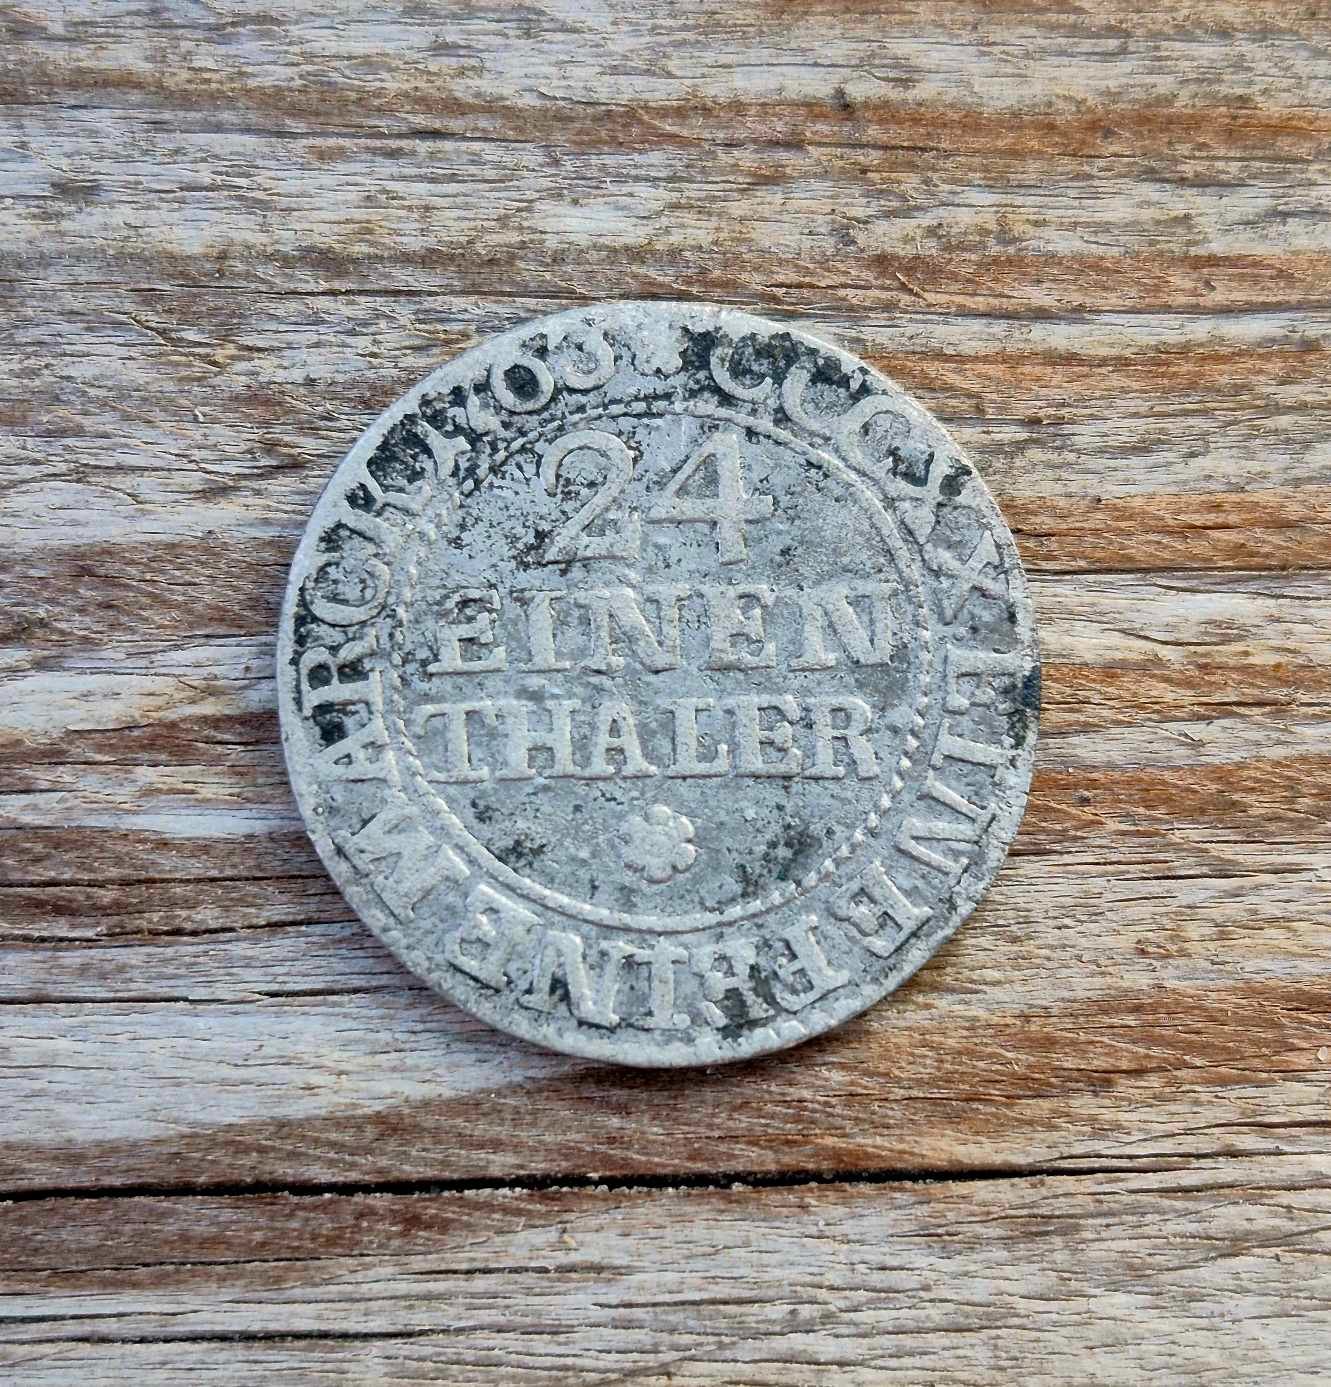 24
EINEN
THALER
CCCXX · EINE FEINE MARCK 1763